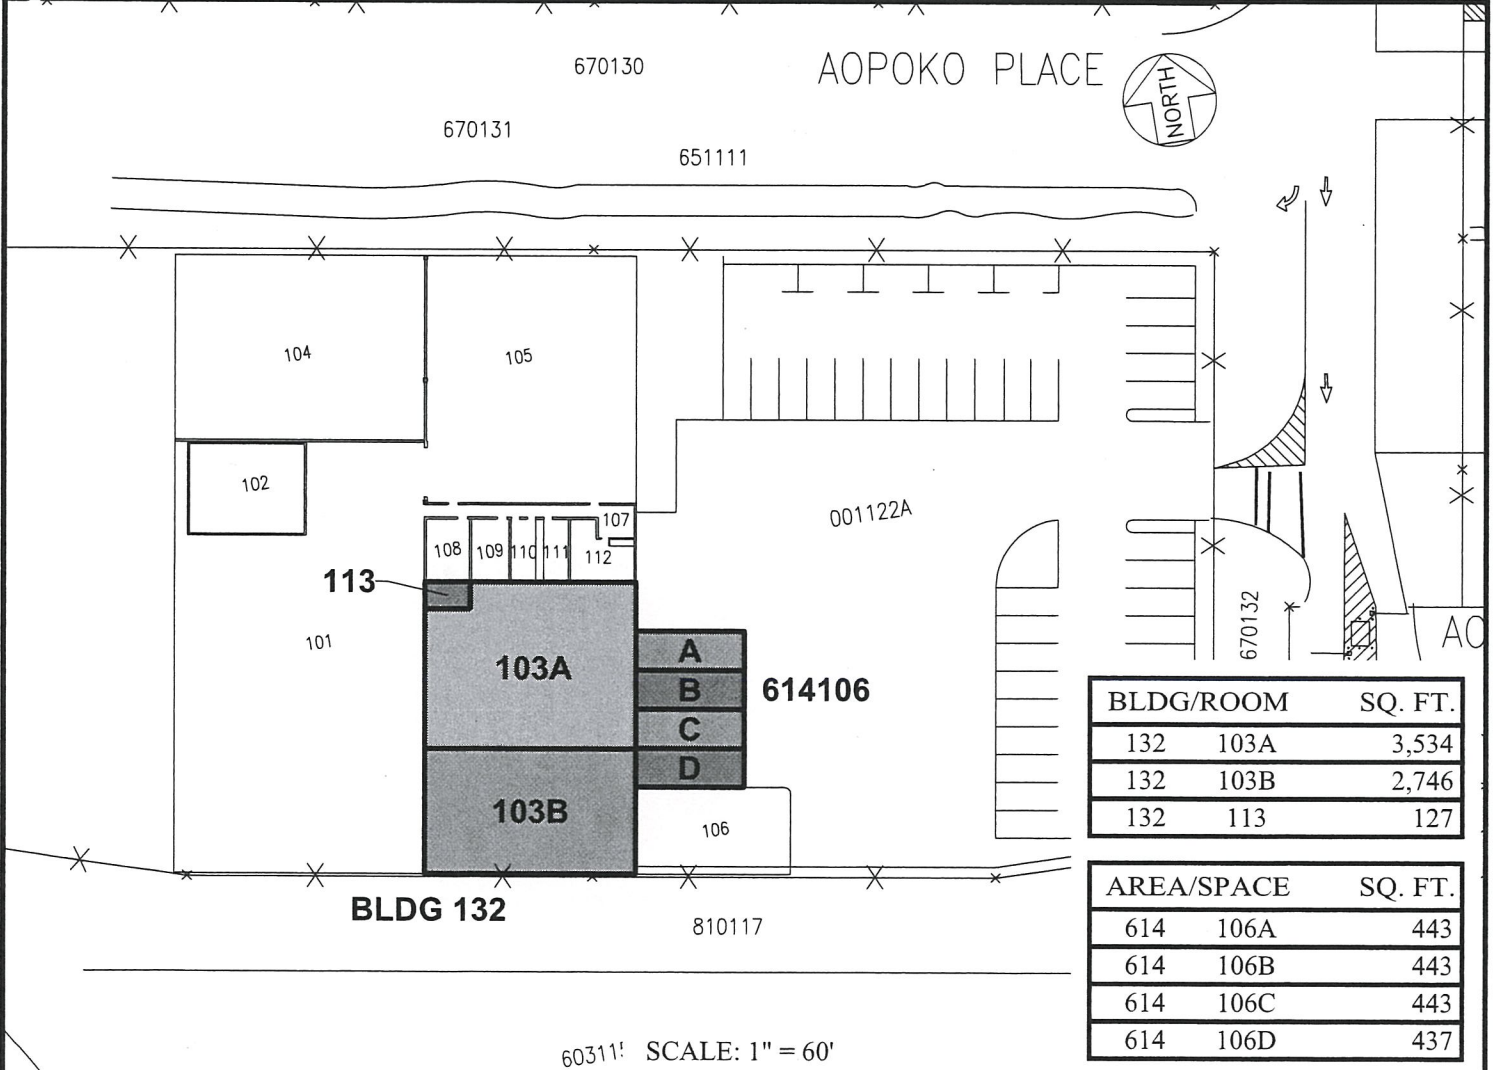 670130
AOPOKO PLACE
NORTH
670131
651111
104
105
102
107
108
109
110
111
112
001122A
113
101
103A
A
B
C
D
614106
103B
106
670132
BLDG 132
810117
BLDG/ROOM SQ. FT.
132 103A 3,534
132 103B 2,746
132 113 127
AREA/SPACE SQ. FT.
614 106A 443
614 106B 443
614 106C 443
614 106D 437
SCALE: 1" = 60'